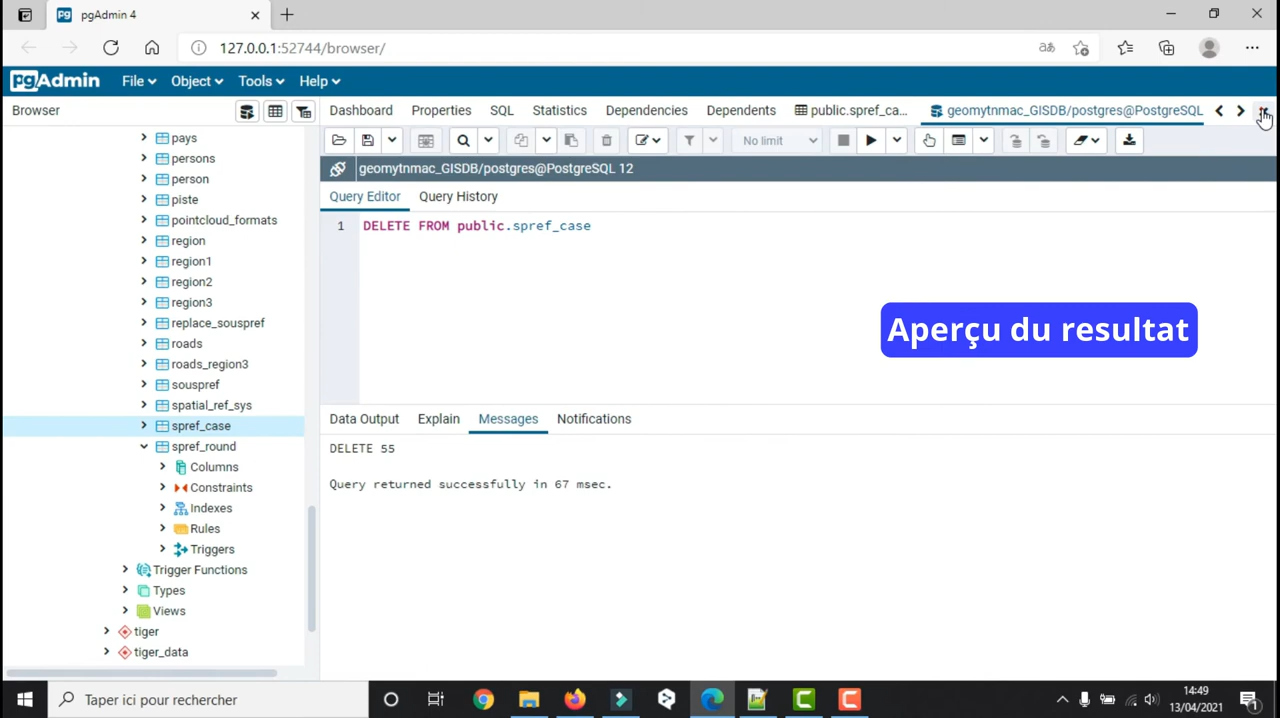 pgAdmin 4
127.0.0.1:52744/browser/
pgAdmin File Object Tools Help
Browser
Dashboard Properties SQL Statistics Dependencies Dependents public.spref_ca... geomytnmac_GISDB/postgres@PostgreSQL
No limit
geomytnmac_GISDB/postgres@PostgreSQL 12
Query Editor Query History
1 DELETE FROM public.spref_case
Aperçu du resultat
Data Output Explain Messages Notifications
DELETE 55
Query returned successfully in 67 msec.
pays
persons
person
piste
pointcloud_formats
region
region1
region2
region3
replace_souspref
roads
roads_region3
souspref
spatial_ref_sys
spref_case
spref_round
Columns
Constraints
Indexes
Rules
Triggers
Trigger Functions
Types
Views
tiger
tiger_data
Taper ici pour rechercher
14:49
13/04/2021
1